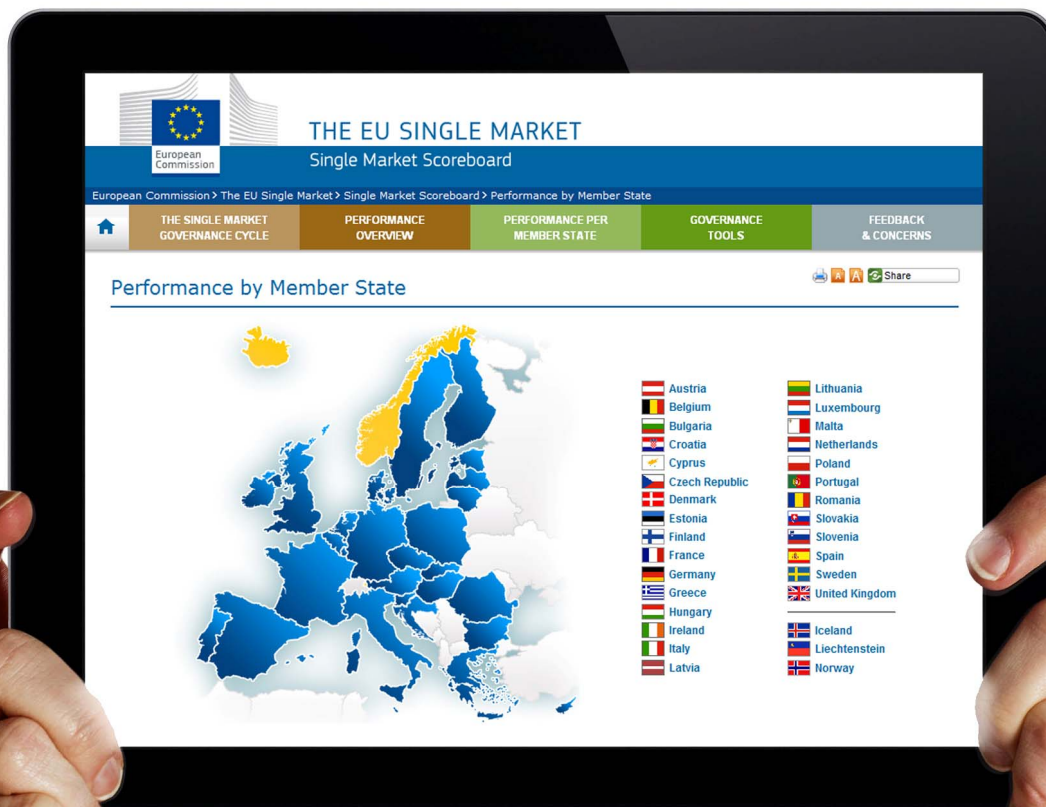 European
Commission
THE EU SINGLE MARKET
Single Market Scoreboard
European Commission > The EU Single Market > Single Market Scoreboard > Performance by Member State
THE SINGLE MARKET
GOVERNANCE CYCLE
PERFORMANCE
OVERVIEW
PERFORMANCE PER
MEMBER STATE
GOVERNANCE
TOOLS
FEEDBACK
& CONCERNS
A
A
Share
Performance by Member State
Austria
Belgium
Bulgaria
Croatia
Cyprus
Czech Republic
Denmark
Estonia
Finland
France
Germany
Greece
Hungary
Ireland
Italy
Latvia
Lithuania
Luxembourg
Malta
Netherlands
Poland
Portugal
Romania
Slovakia
Slovenia
Spain
Sweden
United Kingdom
Iceland
Liechtenstein
Norway